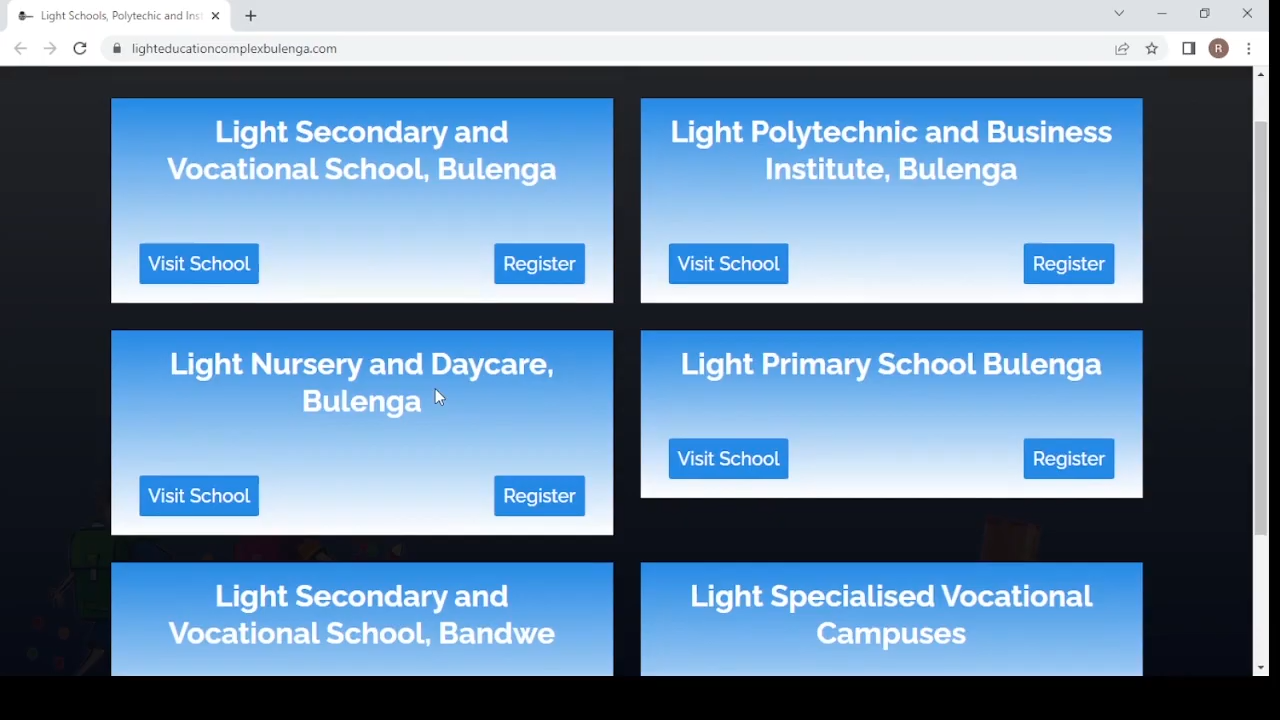 Light Schools, Polytechic and Inst
lighteducationcomplexbulenga.com
R
Light Secondary and
Vocational School, Bulenga
Visit School
Register
Light Polytechnic and Business
Institute, Bulenga
Visit School
Register
Light Nursery and Daycare,
Bulenga
Visit School
Register
Light Primary School Bulenga
Visit School
Register
Light Secondary and
Vocational School, Bandwe
Light Specialised Vocational
Campuses